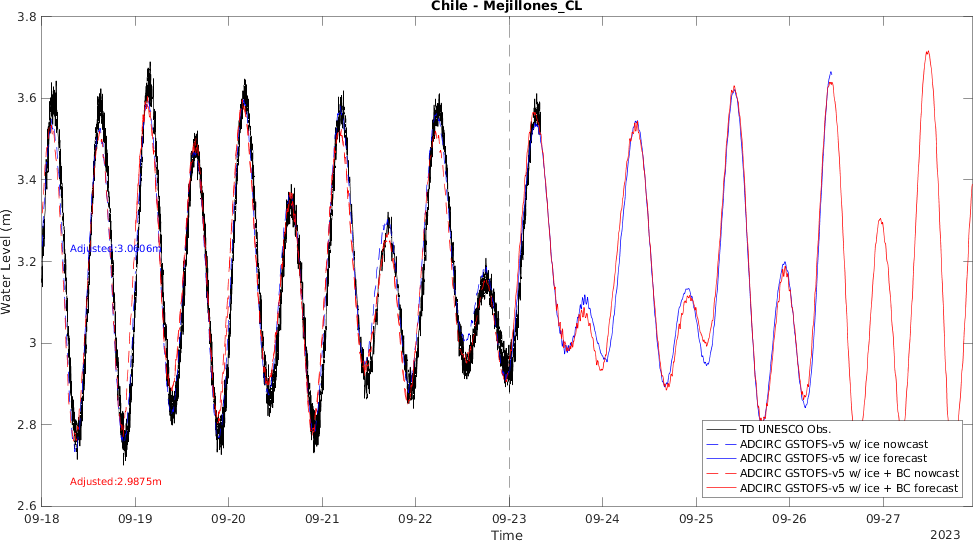 Chile - Mejillones_CL
3.8
3.6
3.4
3.2
3
2.8
2.6
Water Level (m)
Adjusted:3.0606m
Adjusted:2.9875m
TD UNESCO Obs.
ADCIRC GSTOFS-v5 w/ ice nowcast
ADCIRC GSTOFS-v5 w/ ice forecast
ADCIRC GSTOFS-v5 w/ ice + BC nowcast
ADCIRC GSTOFS-v5 w/ ice + BC forecast
09-18 09-19 09-20 09-21 09-22 09-23 09-24 09-25 09-26 09-27
Time
2023